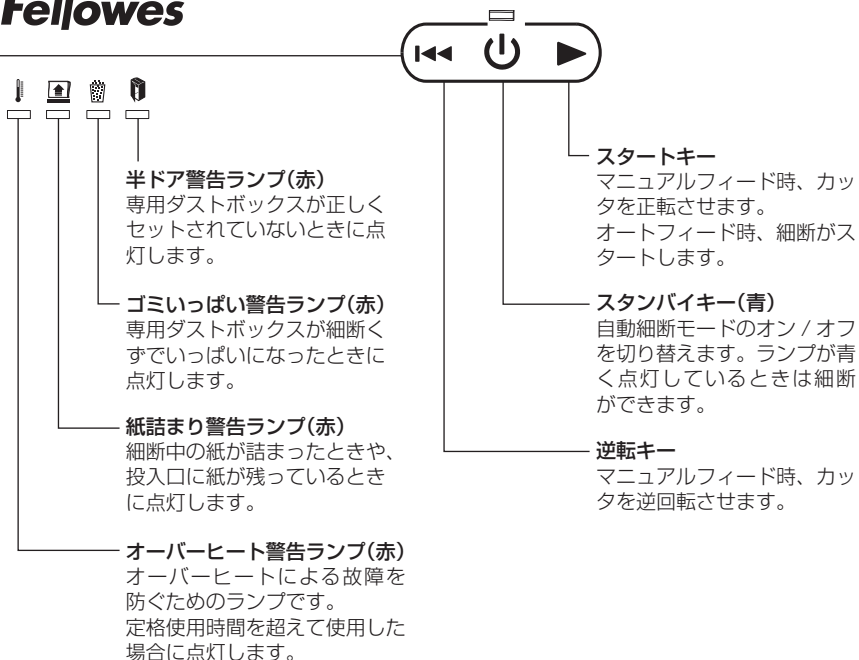 Fellowes
半ドア警告ランプ(赤)
専用ダストボックスが正しく
セットされていないときに点
灯します。
ゴミいっぱい警告ランプ(赤)
専用ダストボックスが細断く
ずでいっぱいになったときに
点灯します。
紙詰まり警告ランプ(赤)
細断中の紙が詰まったときや、
投入口に紙が残っているとき
に点灯します。
オーバーヒート警告ランプ(赤)
オーバーヒートによる故障を
防ぐためのランプです。
定格使用時間を超えて使用した
場合に点灯します。
スタートキー
マニュアルフィード時、カッ
タを正転させます。
オートフィード時、細断がス
タートします。
スタンバイキー(青)
自動細断モードのオン / オフ
を切り替えます。ランプが青
く点灯しているときは細断
ができます。
逆転キー
マニュアルフィード時、カッ
タを逆回転させます。